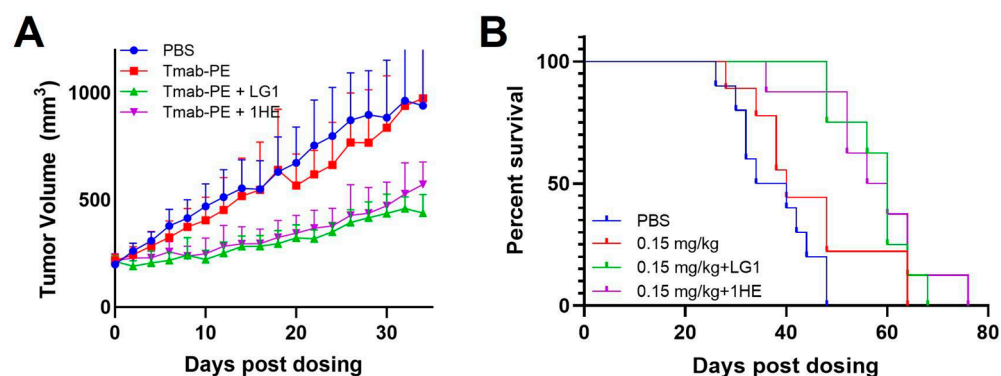 A
PBS
Tmab-PE
Tmab-PE + LG1
Tmab-PE + 1HE
Tumor Volume (mm³)
1000
500
0
0 10 20 30
Days post dosing
B
Percent survival
100
50
0
PBS
0.15 mg/kg
0.15 mg/kg+LG1
0.15 mg/kg+1HE
0 20 40 60 80
Days post dosing